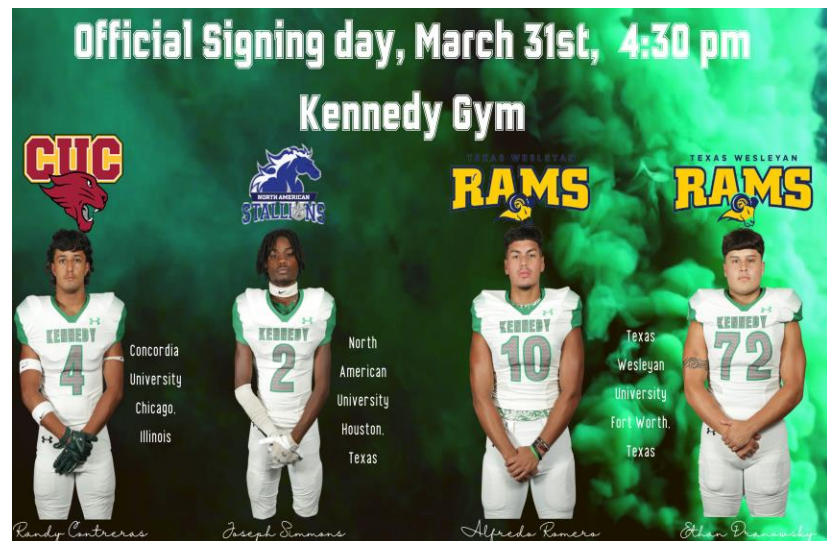 Official Signing day, March 31st, 4:30 pm
Kennedy Gym
CUC
NORTH AMERICAN
STALLIONS
TEXAS WESLEYAN
RAMS
TEXAS WESLEYAN
RAMS
KENNEDY
4
Concordia
University
Chicago,
Illinois
KENNEDY
2
North
American
University
Houston,
Texas
KENNEDY
10
Texas
Wesleyan
University
Fort Worth,
Texas
KENNEDY
72
Randy Contreras
Joseph Simmons
Alfredo Romero
Ethan Dranowsky